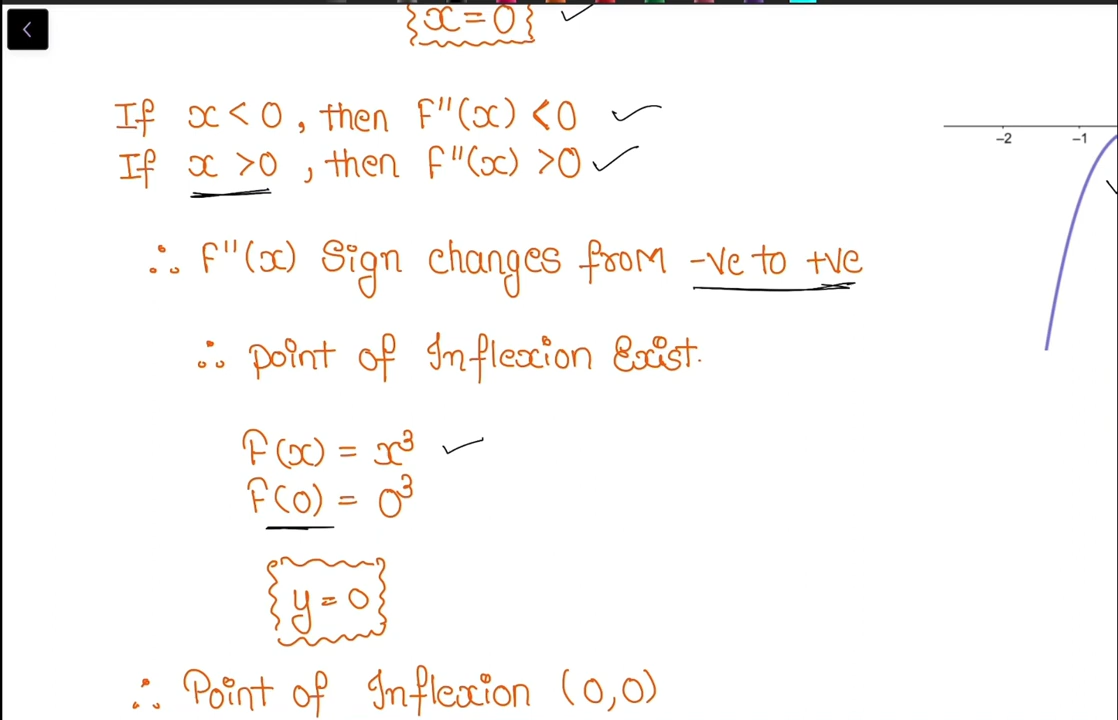 x=0
If x<0, then F"(x) <0
If x >0, then F"(x) >0
-2 -1
∴ F"(x) Sign changes from -ve to +ve
∴ point of Inflexion Exist.
F(x) = x³
F(0) = 0³
y=0
∴ Point of Inflexion (0,0)